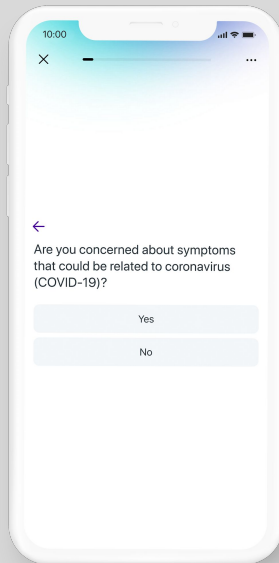 10:00
Are you concerned about symptoms
that could be related to coronavirus
(COVID-19)?
Yes
No